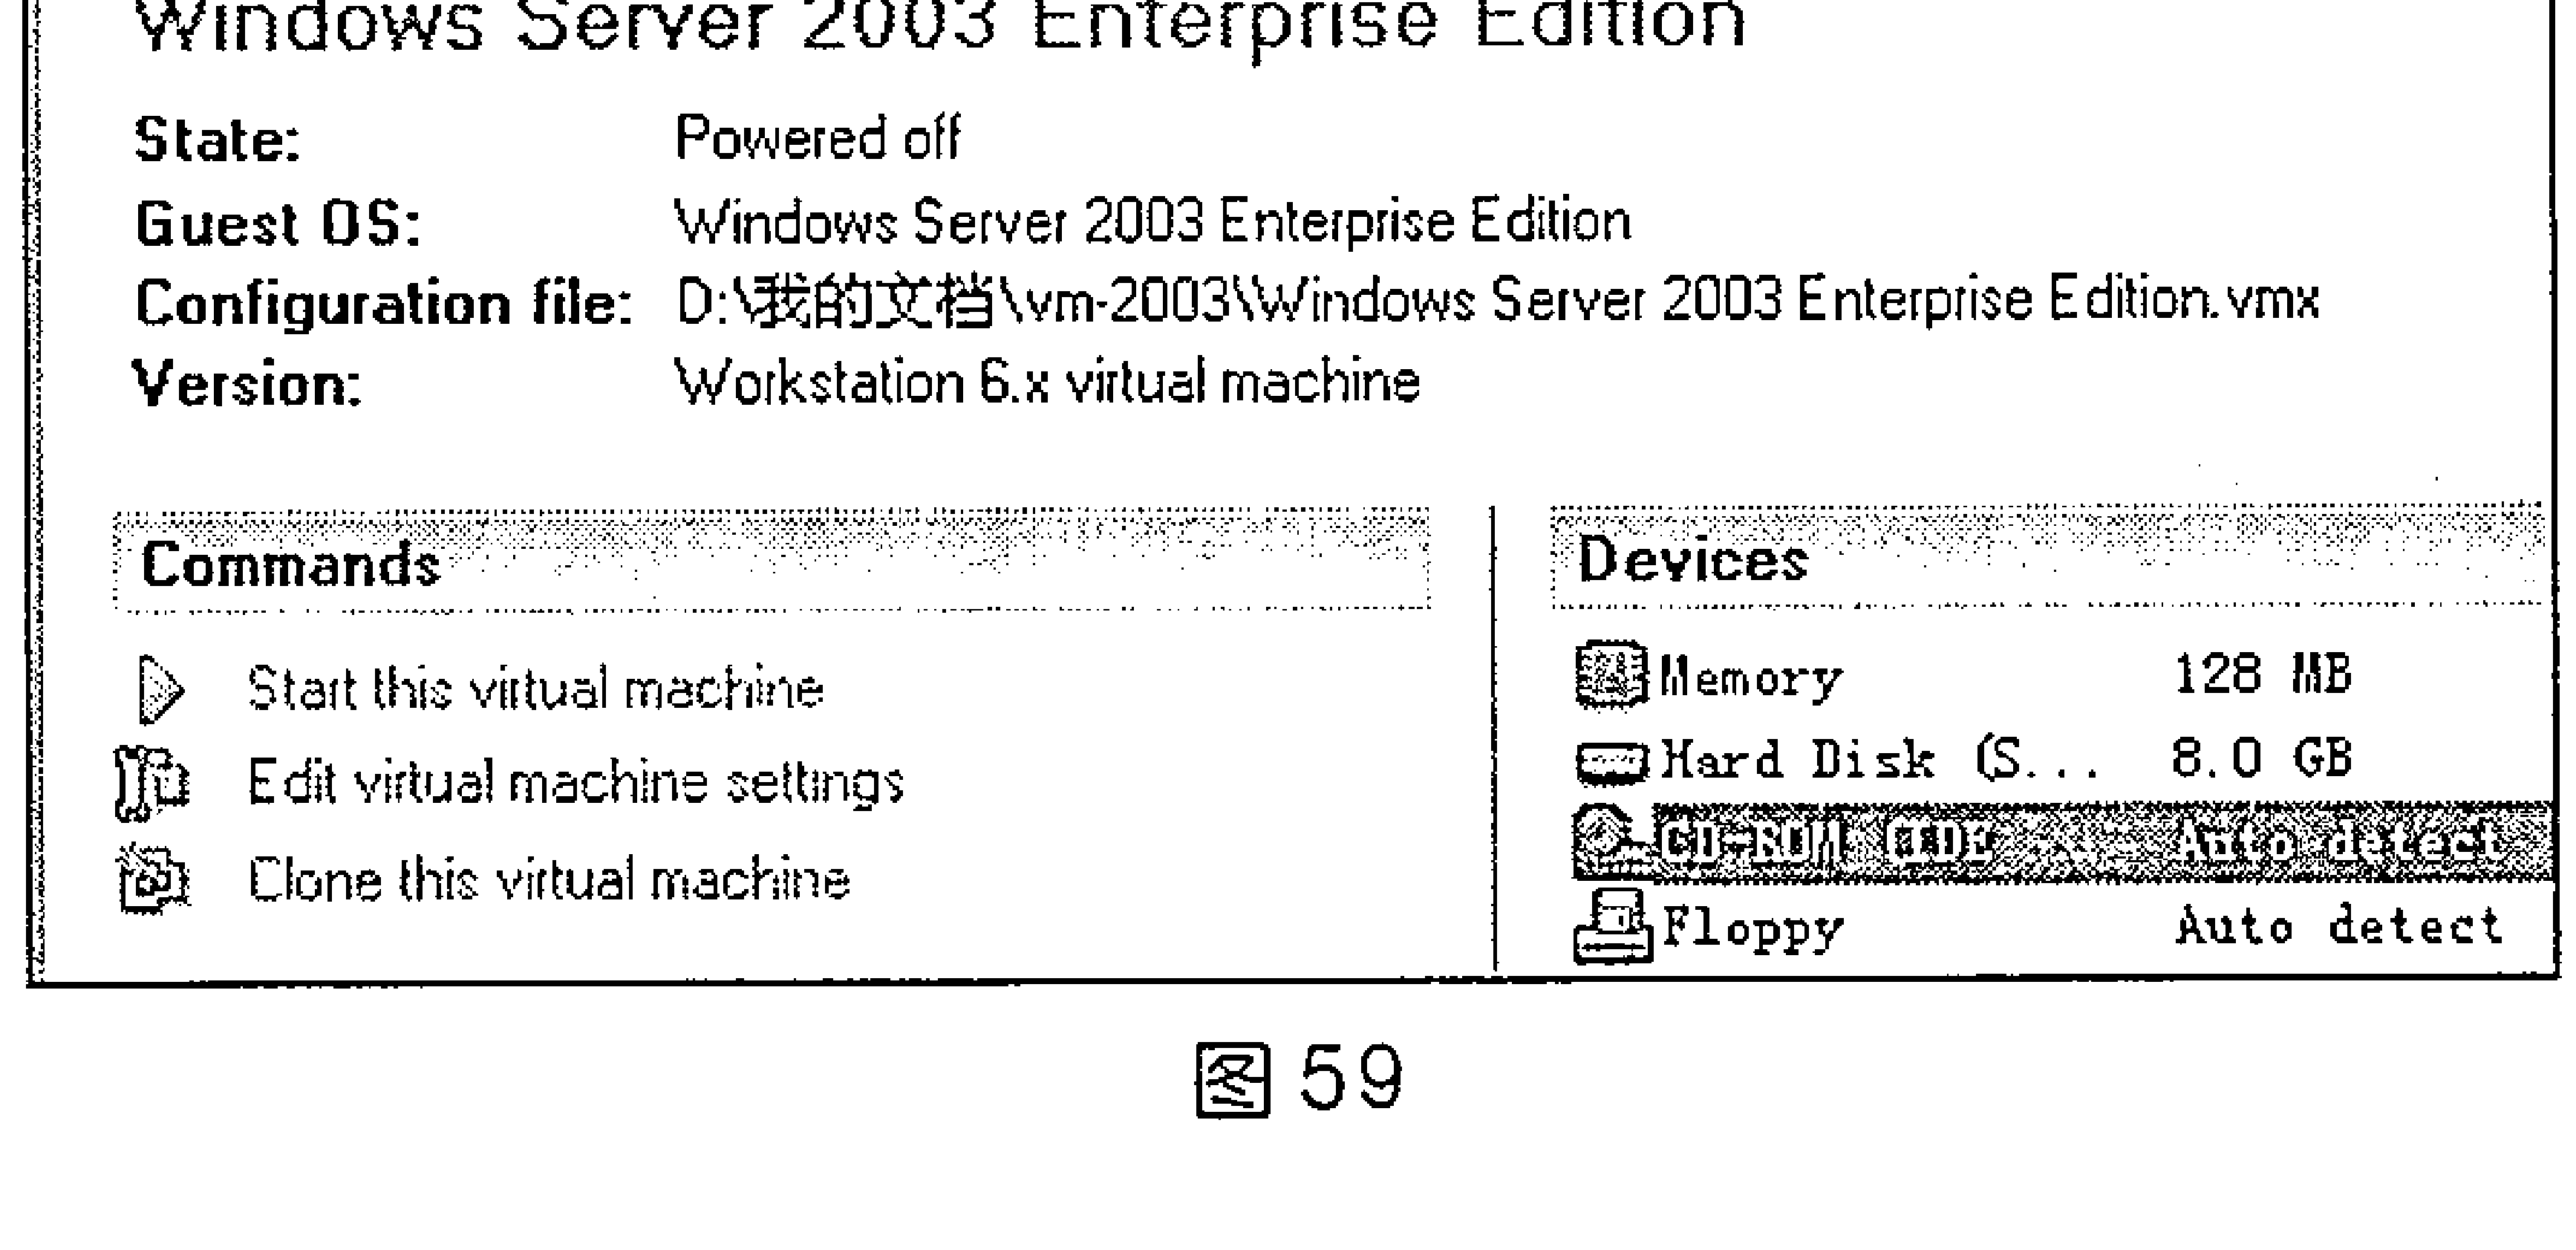 Windows Server 2003 Enterprise Edition
State: Powered off
Guest OS: Windows Server 2003 Enterprise Edition
Configuration file: D:\我的文档\vm-2003\Windows Server 2003 Enterprise Edition.vmx
Version: Workstation 6.x virtual machine
Commands
Start this virtual machine
Edit virtual machine settings
Clone this virtual machine
Devices
Memory 128 MB
Hard Disk (S... 8.0 GB
CD-ROM (IDE Auto detect
Floppy Auto detect
图 59